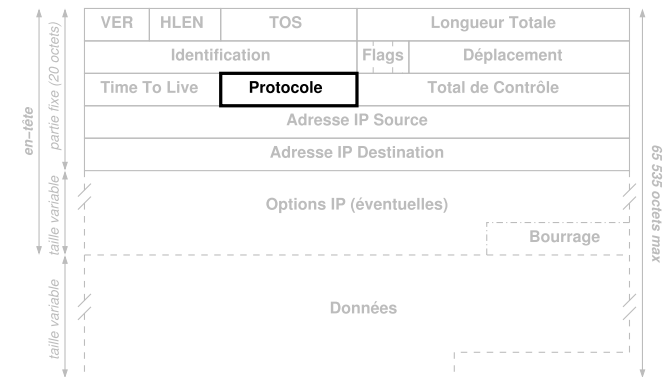 VER HLEN TOS Longueur Totale
Identification Flags Déplacement
Time To Live Protocole Total de Contrôle
Adresse IP Source
Adresse IP Destination
Options IP (éventuelles)
Bourrage
Données
en-tête
partie fixe (20 octets)
taille variable
taille variable
65 535 octets max